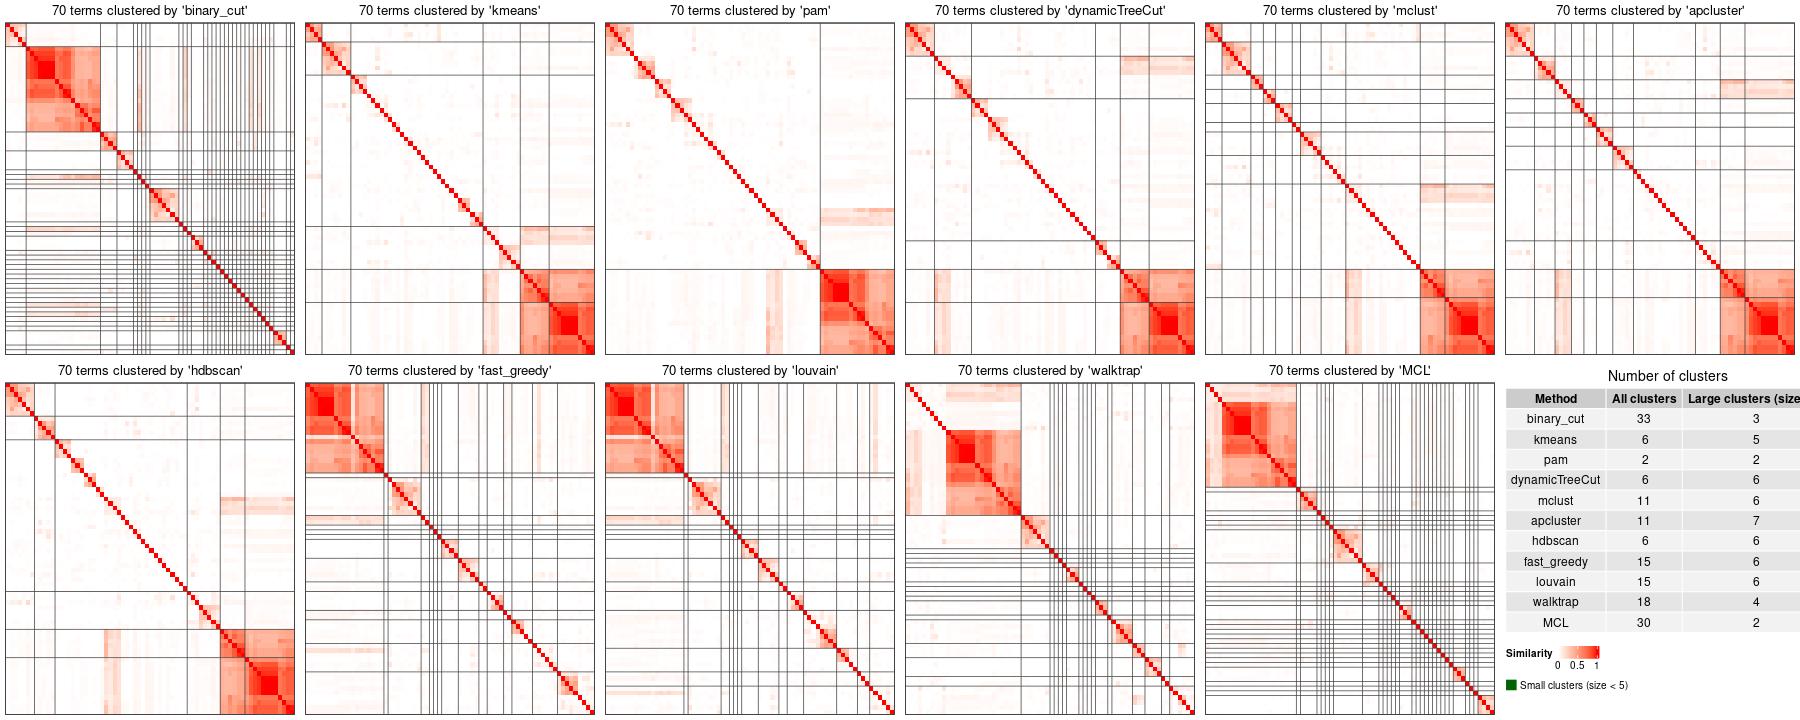 70 terms clustered by 'binary_cut'
70 terms clustered by 'kmeans'
70 terms clustered by 'pam'
70 terms clustered by 'dynamicTreeCut'
70 terms clustered by 'mclust'
70 terms clustered by 'apcluster'
70 terms clustered by 'hdbscan'
70 terms clustered by 'fast_greedy'
70 terms clustered by 'louvain'
70 terms clustered by 'walktrap'
70 terms clustered by 'MCL'
Number of clusters
Method All clusters Large clusters (size
binary_cut 33 3
kmeans 6 5
pam 2 2
dynamicTreeCut 6 6
mclust 11 6
apcluster 11 7
hdbscan 6 6
fast_greedy 15 6
louvain 15 6
walktrap 18 4
MCL 30 2
Similarity
0 0.5 1
Small clusters (size < 5)